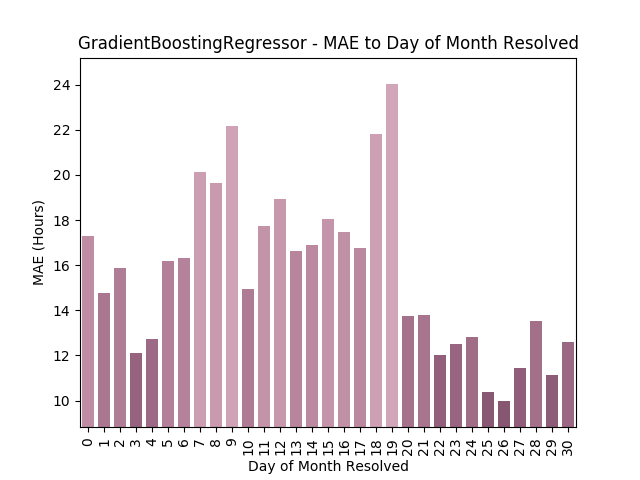 GradientBoostingRegressor - MAE to Day of Month Resolved
24
22
20
18
16
14
12
10
MAE (Hours)
0 1 2 3 4 5 6 7 8 9 10 11 12 13 14 15 16 17 18 19 20 21 22 23 24 25 26 27 28 29 30
Day of Month Resolved